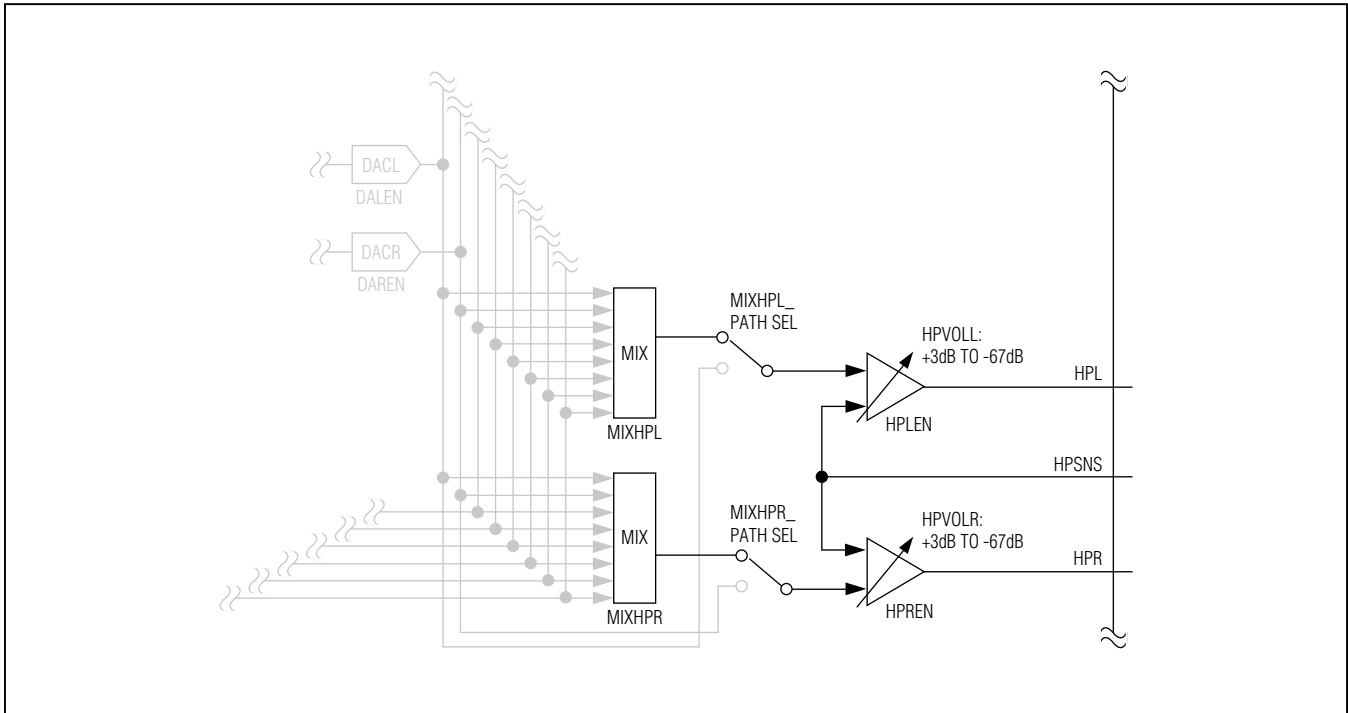 DACL
DALEN
DACR
DAREN
MIX
MIXHPL
MIXHPL_
PATH SEL
HPVOLL:
+3dB TO -67dB
HPLEN
HPL
HPSNS
MIX
MIXHPR
MIXHPR_
PATH SEL
HPVOLR:
+3dB TO -67dB
HPREN
HPR